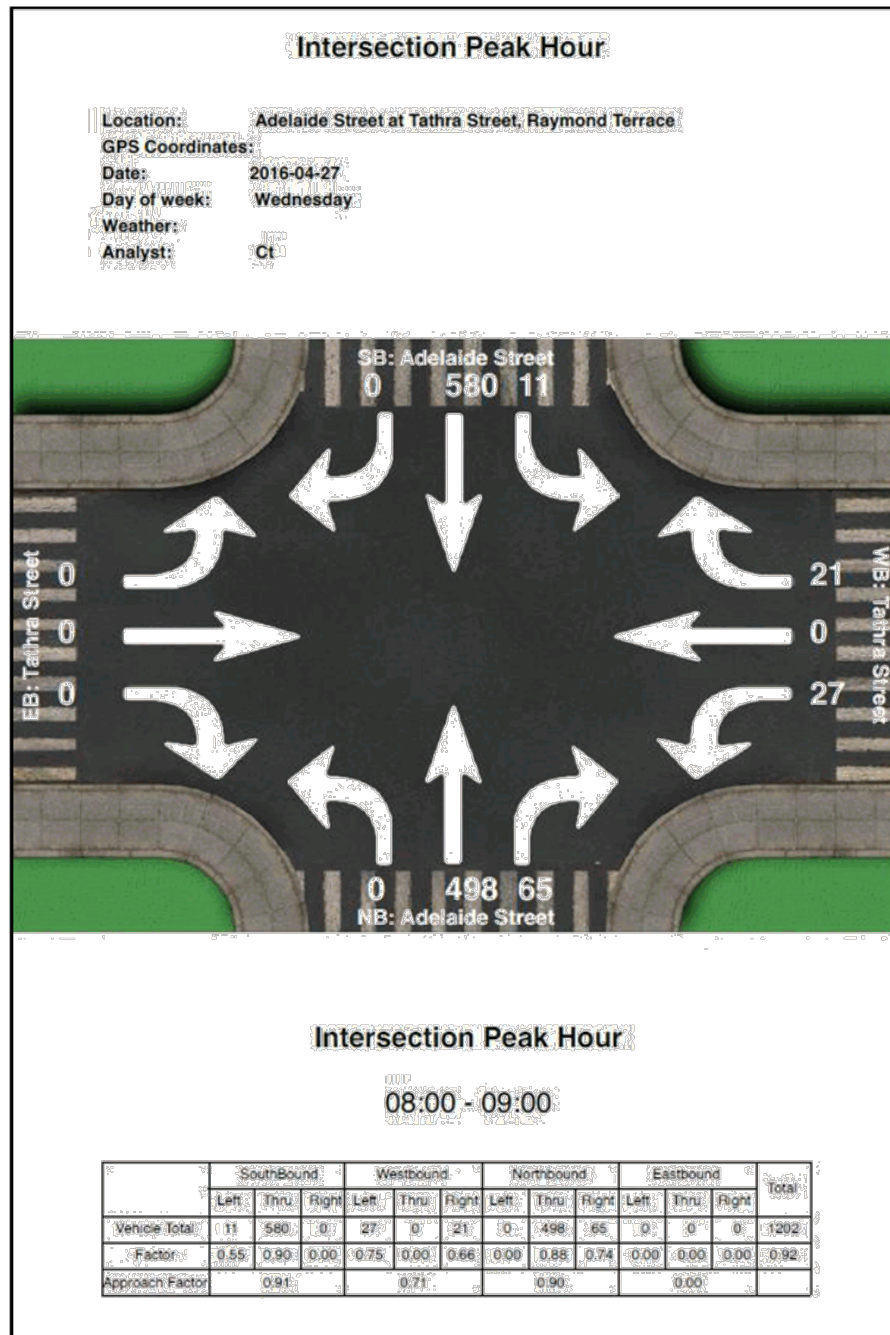 Intersection Peak Hour
Location: Adelaide Street at Tathra Street, Raymond Terrace
GPS Coordinates:
Date: 2016-04-27
Day of week: Wednesday
Weather:
Analyst: Ct
SB: Adelaide Street
0 580 11
EB: Tathra Street
0
0
0
21
0
27
WB: Tathra Street
0 498 65
NB: Adelaide Street
Intersection Peak Hour
08:00 - 09:00
SouthBound Westbound Northbound Eastbound Total
Left Thru Right Left Thru Right Left Thru Right Left Thru Right
Vehicle Total 11 580 0 27 0 21 0 498 65 0 0 0 1202
Factor 0.55 0.90 0.00 0.75 0.00 0.66 0.00 0.88 0.74 0.00 0.00 0.00 0.92
Approach Factor 0.91 0.71 0.90 0.00